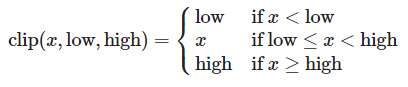 clip(x, low, high) = { low if x < low
x if low ≤ x < high
high if x ≥ high